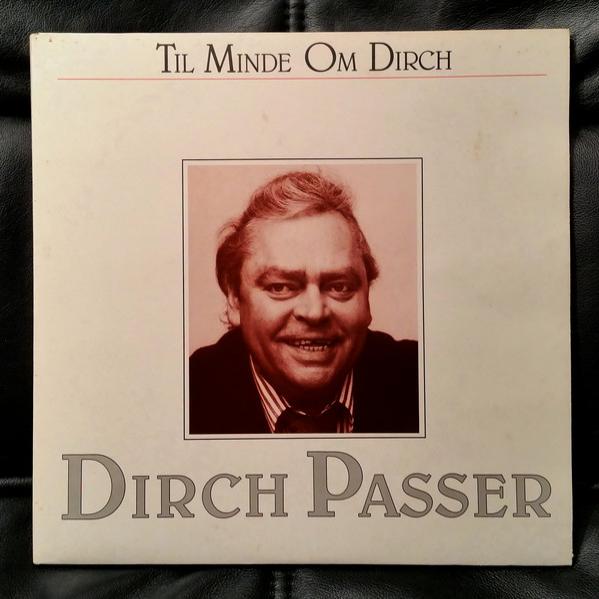 Til Minde Om Dirch
Dirch Passer